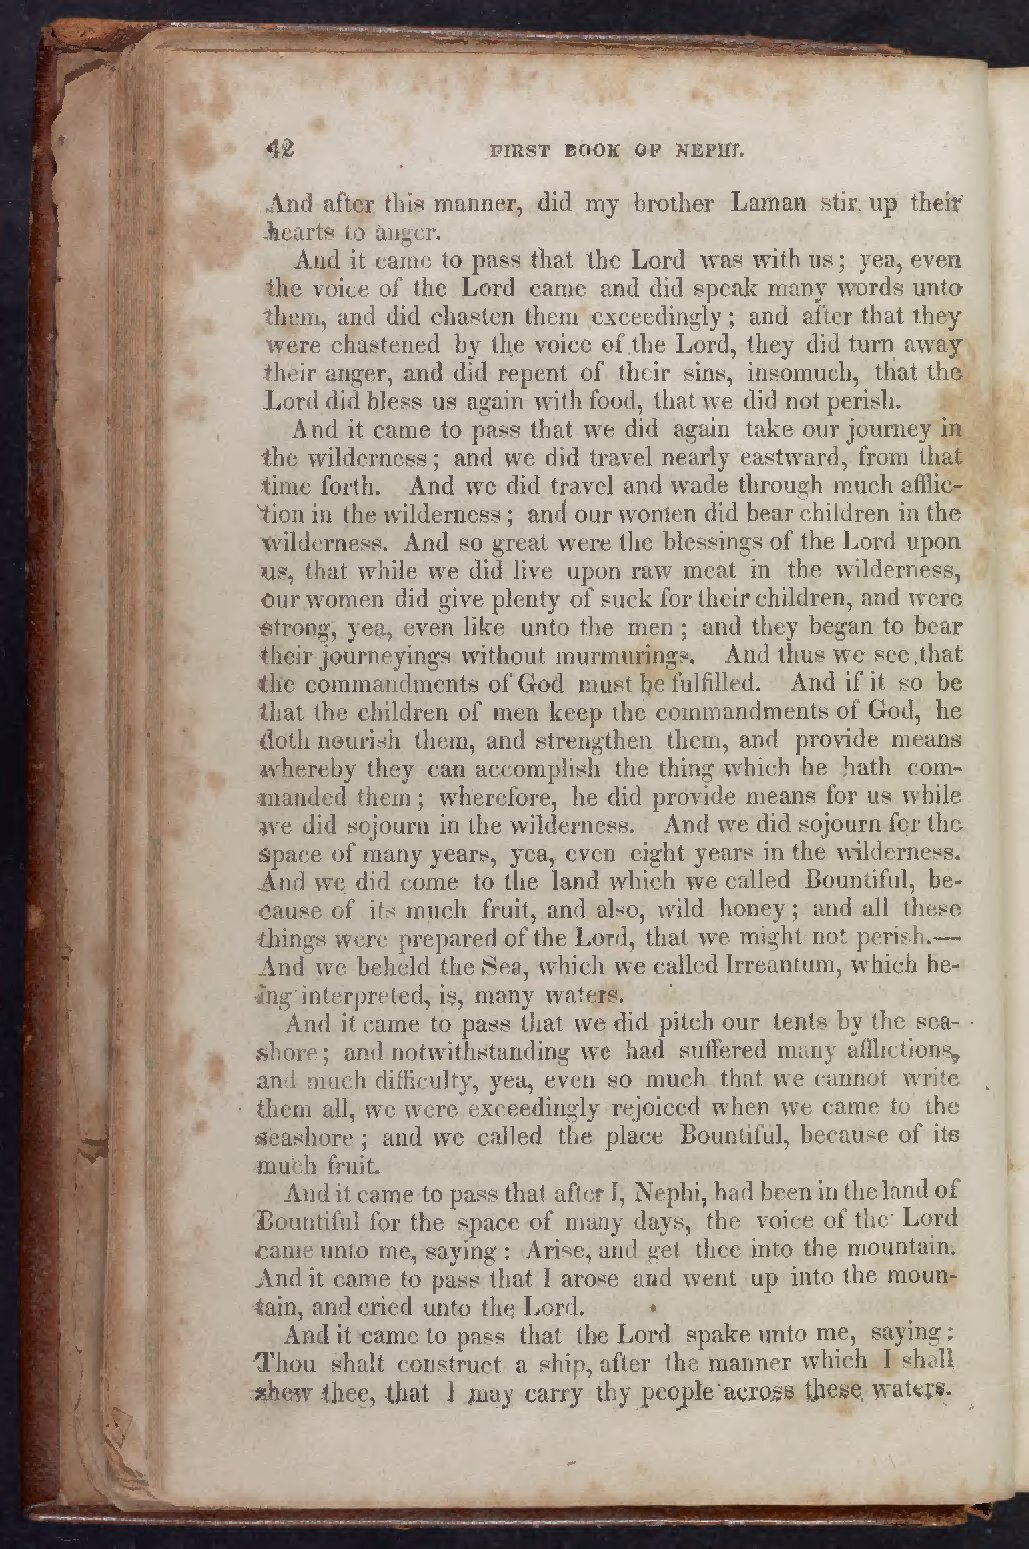 42 FIRST BOOK OF NEPHI.
And after this manner, did my brother Laman stir up their
hearts to anger.
And it came to pass that the Lord was with us; yea, even
the voice of the Lord came and did speak many words unto
them, and did chasten them exceedingly; and after that they
were chastened by the voice of the Lord, they did turn away
their anger, and did repent of their sins, insomuch, that the
Lord did bless us again with food, that we did not perish.
And it came to pass that we did again take our journey in
the wilderness; and we did travel nearly eastward, from that
time forth. And we did travel and wade through much afflic-
tion in the wilderness; and our women did bear children in the
wilderness. And so great were the blessings of the Lord upon
us, that while we did live upon raw meat in the wilderness,
our women did give plenty of suck for their children, and were
strong, yea, even like unto the men; and they began to bear
their journeyings without murmurings. And thus we see that
the commandments of God must be fulfilled. And if it so be
that the children of men keep the commandments of God, he
doth nourish them, and strengthen them, and provide means
whereby they can accomplish the thing which he hath com-
manded them; wherefore, he did provide means for us while
we did sojourn in the wilderness. And we did sojourn for the
space of many years, yea, even eight years in the wilderness.
And we did come to the land which we called Bountiful, be-
cause of its much fruit, and also, wild honey; and all these
things were prepared of the Lord, that we might not perish.—
And we beheld the Sea, which we called Irreantum, which be-
ing interpreted, is, many waters.
And it came to pass that we did pitch our tents by the sea-
shore; and notwithstanding we had suffered many afflictions,
and much difficulty, yea, even so much that we cannot write
them all, we were exceedingly rejoiced when we came to the
seashore; and we called the place Bountiful, because of its
much fruit.
And it came to pass that after I, Nephi, had been in the land of
Bountiful for the space of many days, the voice of the Lord
came unto me, saying: Arise, and get thee into the mountain.
And it came to pass that I arose and went up into the moun-
tain, and cried unto the Lord.
And it came to pass that the Lord spake unto me, saying:
Thou shalt construct a ship, after the manner which I shall
shew thee, that I may carry thy people across these waters.